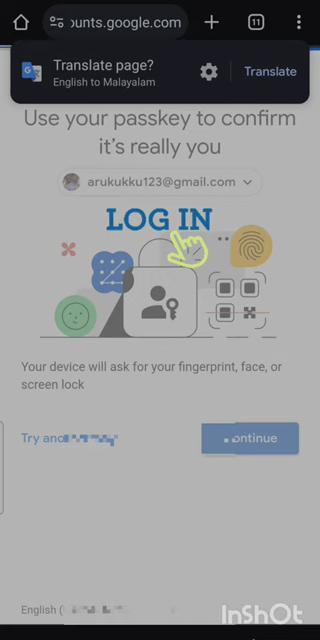 ounts.google.com
11
Translate page?
English to Malayalam
Translate
Use your passkey to confirm
it's really you
arukukku123@gmail.com
LOG IN
Your device will ask for your fingerprint, face, or
screen lock
Try
English
InShOt